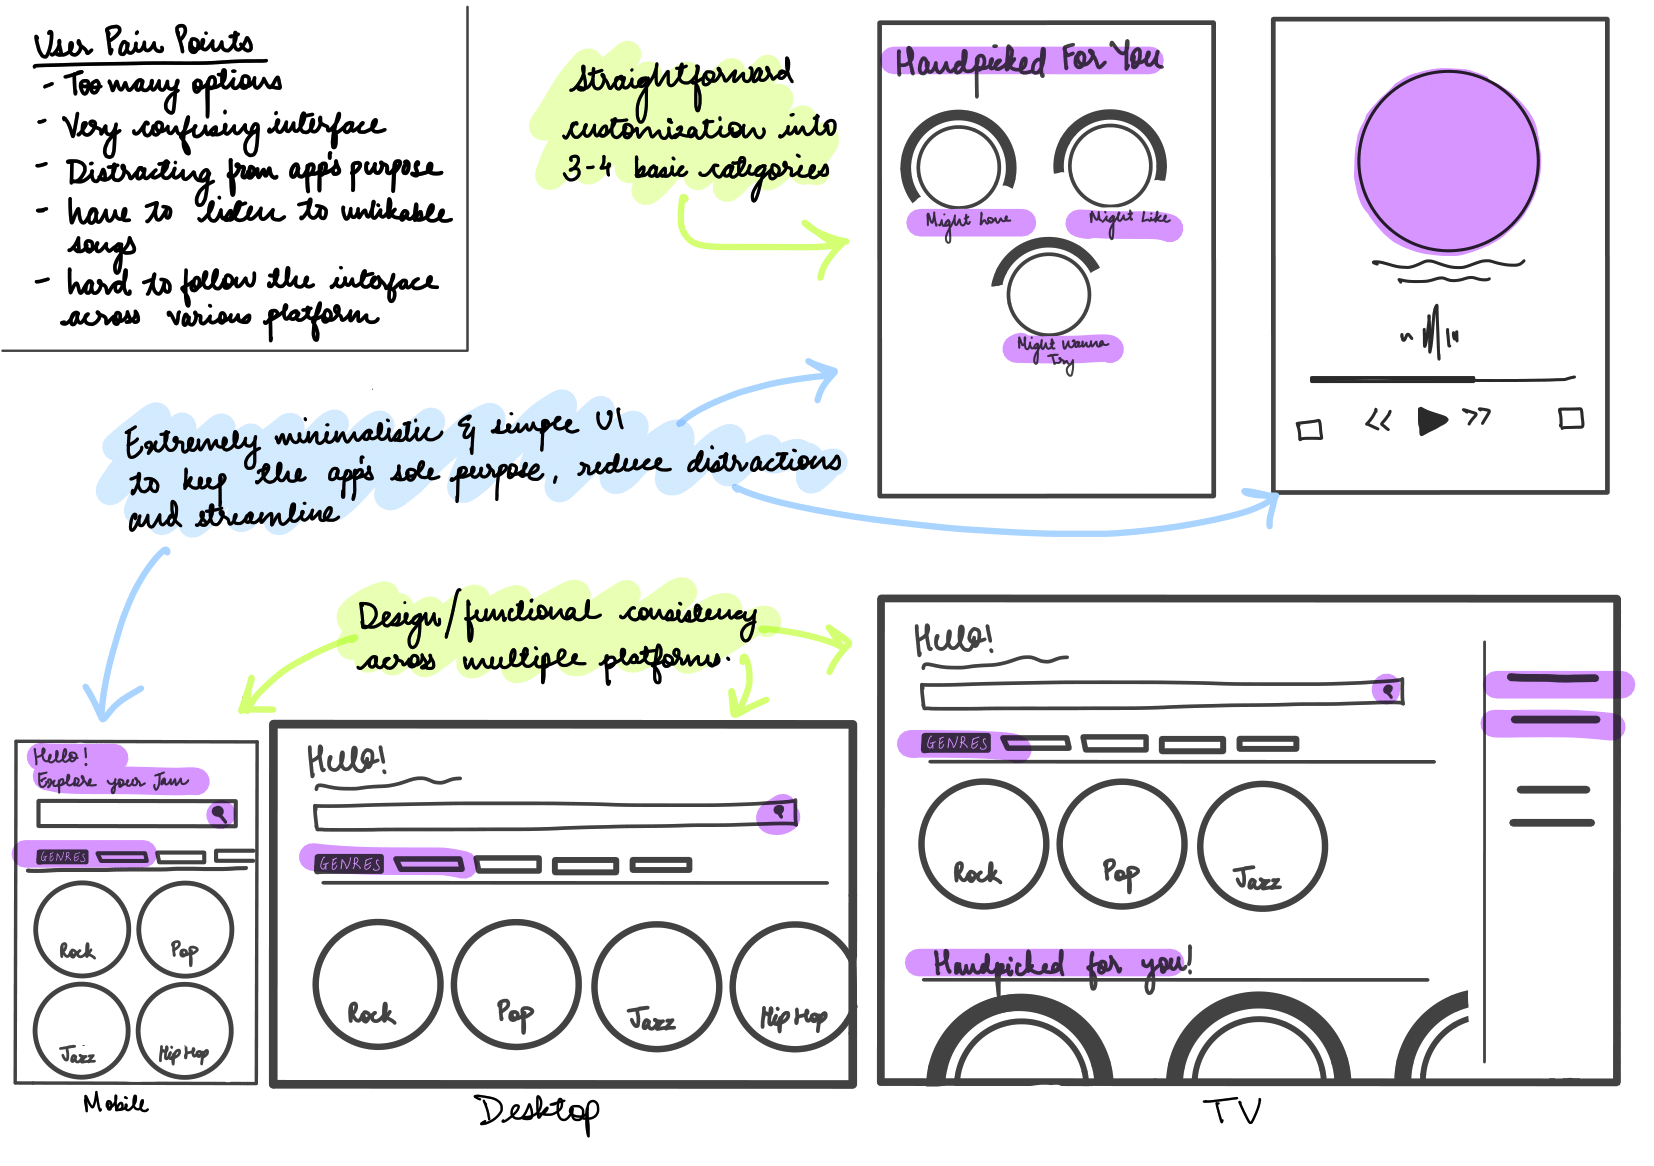 User Pain Points
- Too many options
- Very confusing interface
- Distracting from app's purpose
- have to listen to unlikable
songs
- hard to follow the interface
across various platform
Straightforward
customization into
3-4 basic categories
Handpicked For You
Might Love
Might Like
Might Wanna
Try
Extremely minimalistic & simple UI
to keep the app's sole purpose, reduce distractions
and streamline
Design/functional consistency
across multiple platforms.
Hello!
Explore your Jam
GENRES
Rock
Pop
Jazz
Hip Hop
Mobile
Hello!
GENRES
Rock
Pop
Jazz
Hip Hop
Desktop
Hello!
GENRES
Rock
Pop
Jazz
Handpicked for you!
TV